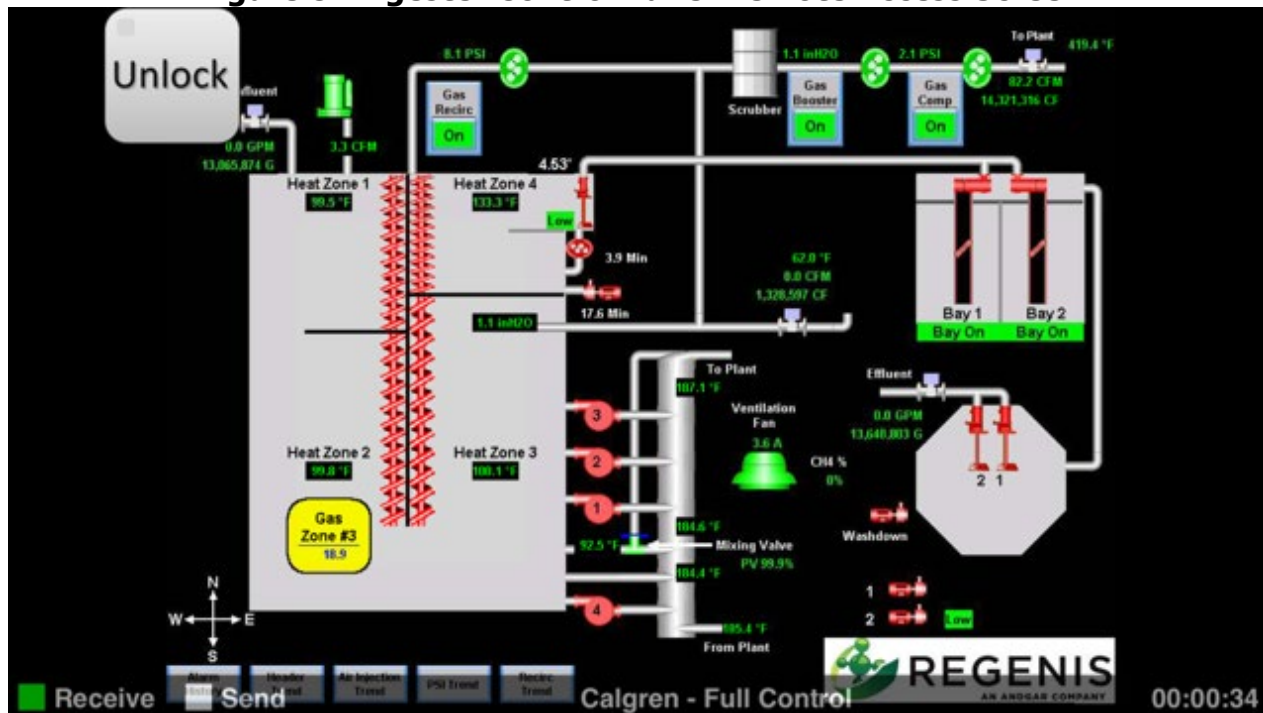 Unlock
8.1 PSI
1.1 inH2O
2.1 PSI
To Plant
419.4 °F
82.2 CFM
14,321,316 CF
Gas
Recirc
On
Scrubber
Gas
Booster
On
Gas
Comp
On
0.0 GPM
13,065,874 G
3.3 CFM
4.53'
Heat Zone 1
99.5 °F
Heat Zone 4
133.3 °F
Low
3.9 Min
17.6 Min
1.1 inH2O
62.0 °F
0.0 CFM
1,328,597 CF
Bay 1
Bay On
Bay 2
Bay On
To Plant
187.1 °F
Ventilation
Fan
3.6 A
CH4 %
0%
Effluent
0.0 GPM
13,648,803 G
2 1
Heat Zone 2
99.8 °F
Heat Zone 3
100.1 °F
3
2
1
4
Gas
Zone #3
18.9
92.5 °F
184.6 °F
Mixing Valve
PV 99.9%
184.4 °F
185.4 °F
From Plant
Washdown
1
2
Low
N
W E
S
Alarm
History
Header
Trend
Air Injection
Trend
PSI Trend
Recirc
Trend
REGENIS
AN ANDGAR COMPANY
Receive Send Calgren - Full Control 00:00:34